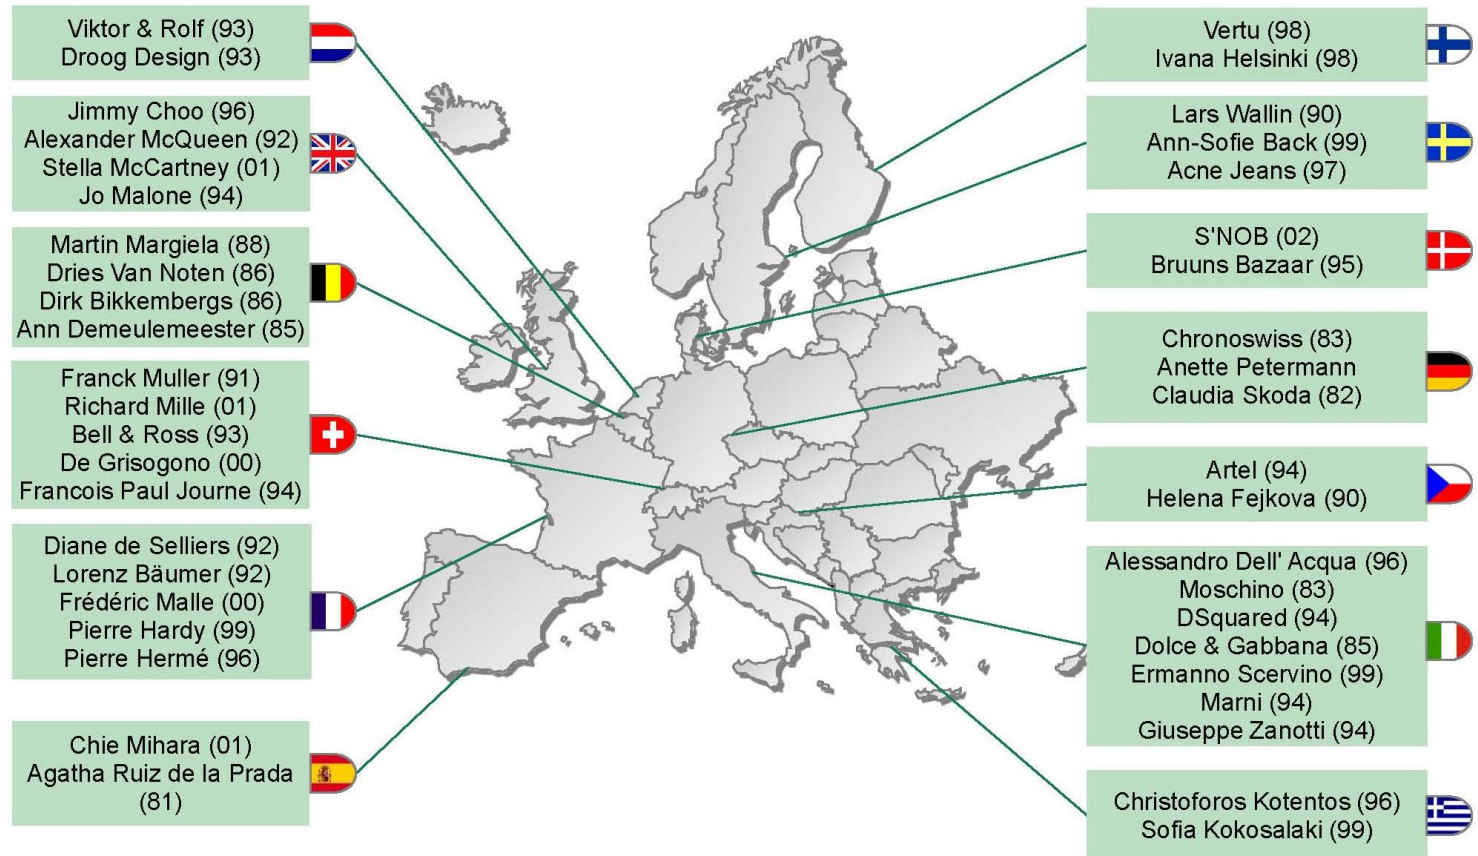 Viktor & Rolf (93)
Droog Design (93)
Jimmy Choo (96)
Alexander McQueen (92)
Stella McCartney (01)
Jo Malone (94)
Martin Margiela (88)
Dries Van Noten (86)
Dirk Bikkembergs (86)
Ann Demeulemeester (85)
Franck Muller (91)
Richard Mille (01)
Bell & Ross (93)
De Grisogono (00)
Francois Paul Journe (94)
Diane de Selliers (92)
Lorenz Bäumer (92)
Frédéric Malle (00)
Pierre Hardy (99)
Pierre Hermé (96)
Chie Mihara (01)
Agatha Ruiz de la Prada
(81)
Vertu (98)
Ivana Helsinki (98)
Lars Wallin (90)
Ann-Sofie Back (99)
Acne Jeans (97)
S'NOB (02)
Bruuns Bazaar (95)
Chronoswiss (83)
Anette Petermann
Claudia Skoda (82)
Artel (94)
Helena Fejkova (90)
Alessandro Dell' Acqua (96)
Moschino (83)
DSquared (94)
Dolce & Gabbana (85)
Ermanno Scervino (99)
Marni (94)
Giuseppe Zanotti (94)
Christoforos Kotentos (96)
Sofia Kokosalaki (99)